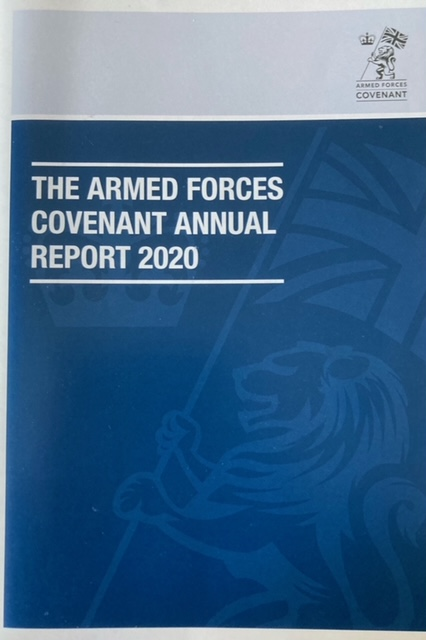 ARMED FORCES
COVENANT
THE ARMED FORCES
COVENANT ANNUAL
REPORT 2020